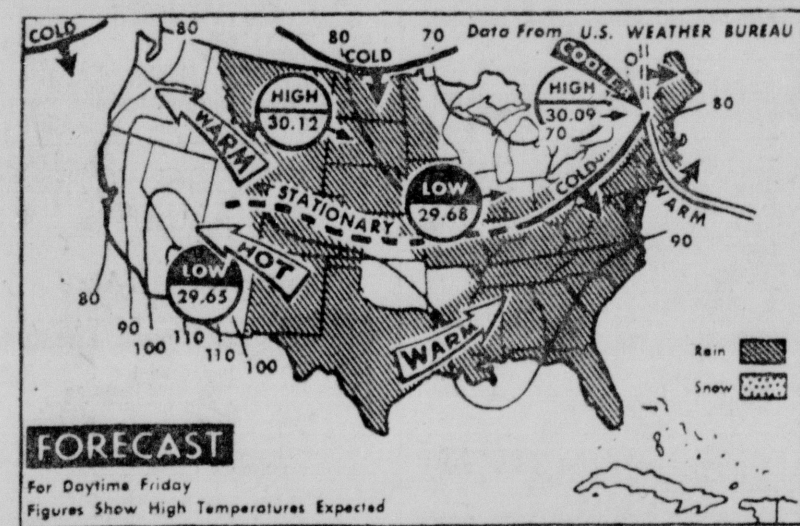 Data From U.S. WEATHER BUREAU
COLD
80
80
COLD
70
COOLER
HIGH
30.12
HIGH
30.09
70
80
WARM
LOW
29.68
COLD
STATIONARY
WARM
90
HOT
LOW
29.65
WARM
80
90
100
110
110
100
Rain
Snow
FORECAST
For Daytime Friday
Figures Show High Temperatures Expected